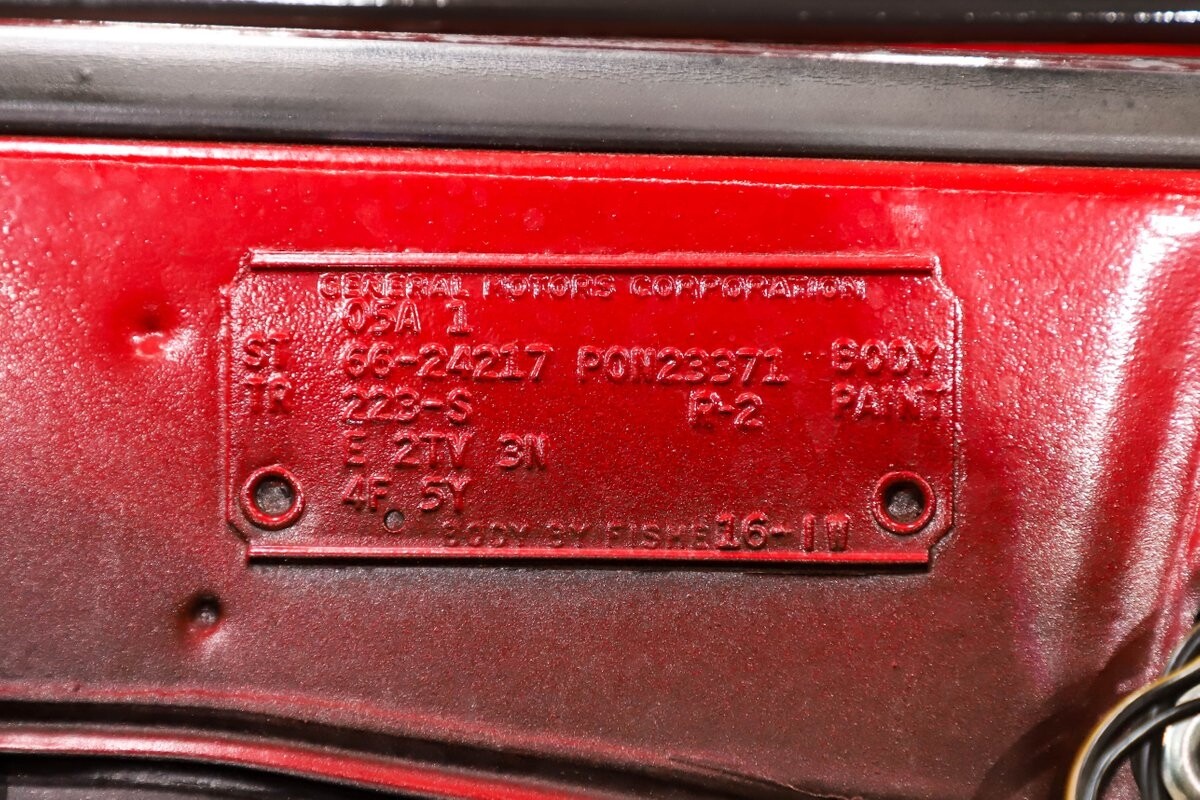 GENERAL MOTORS CORPORATION
05A 1
ST 66-24217 PON23371 BODY
TR 223-S R-2 PAINT
E 2TV 3N
4F 5Y
BODY BY FISHE 16-1W